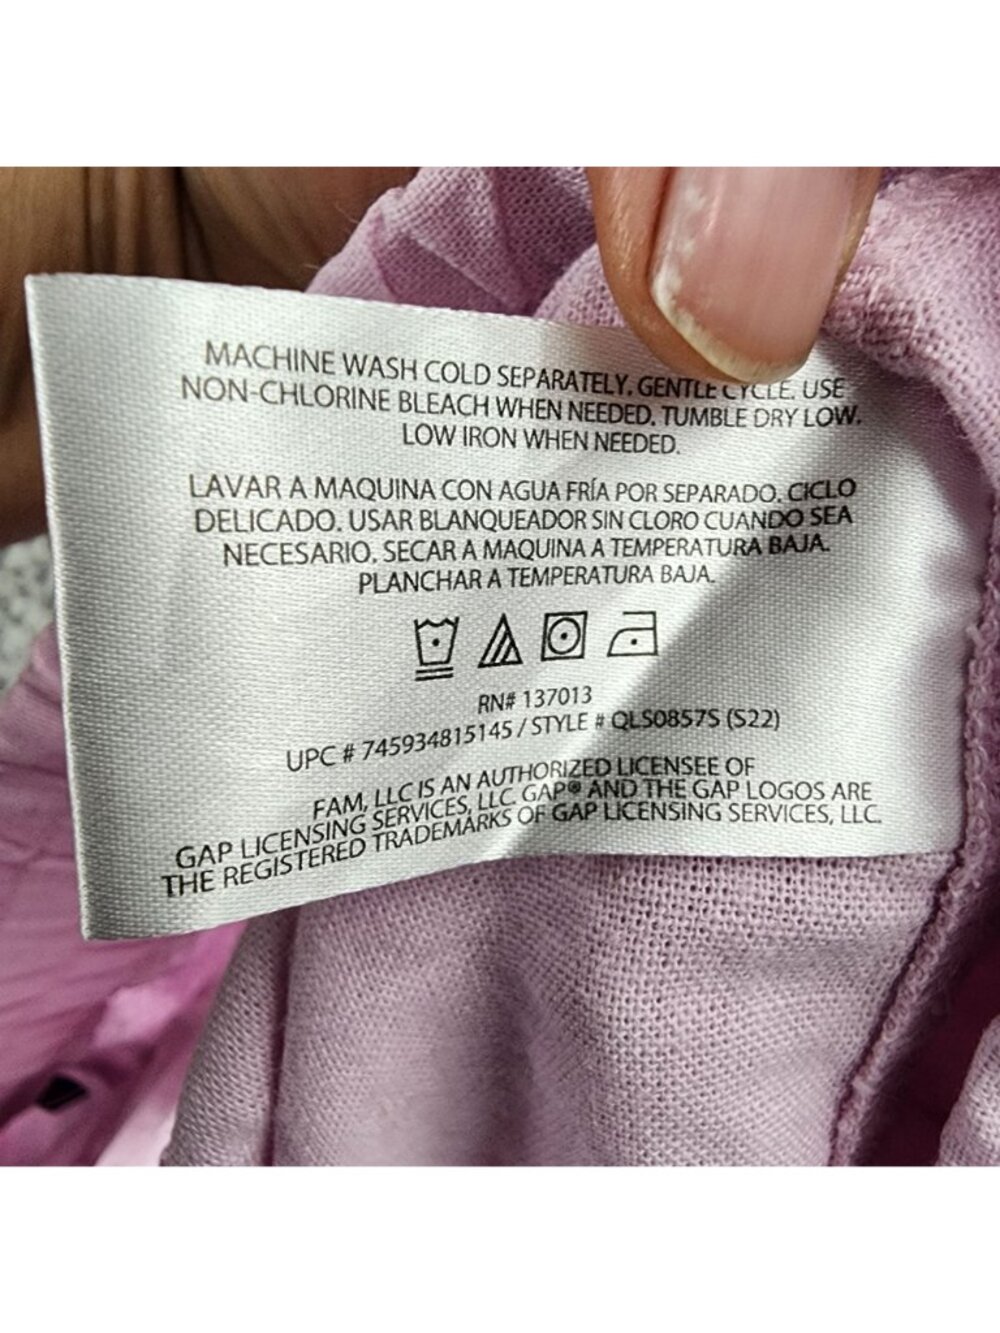 MACHINE WASH COLD SEPARATELY. GENTLE CYCLE. USE
NON-CHLORINE BLEACH WHEN NEEDED. TUMBLE DRY LOW.
LOW IRON WHEN NEEDED.
LAVAR A MAQUINA CON AGUA FRÍA POR SEPARADO. CICLO
DELICADO. USAR BLANQUEADOR SIN CLORO CUANDO SEA
NECESARIO. SECAR A MAQUINA A TEMPERATURA BAJA.
PLANCHAR A TEMPERATURA BAJA.
RN# 137013
UPC # 745934815145 / STYLE # QLS0857S (S22)
FAM, LLC IS AN AUTHORIZED LICENSEE OF
GAP LICENSING SERVICES, LLC. GAP® AND THE GAP LOGOS ARE
THE REGISTERED TRADEMARKS OF GAP LICENSING SERVICES, LLC.